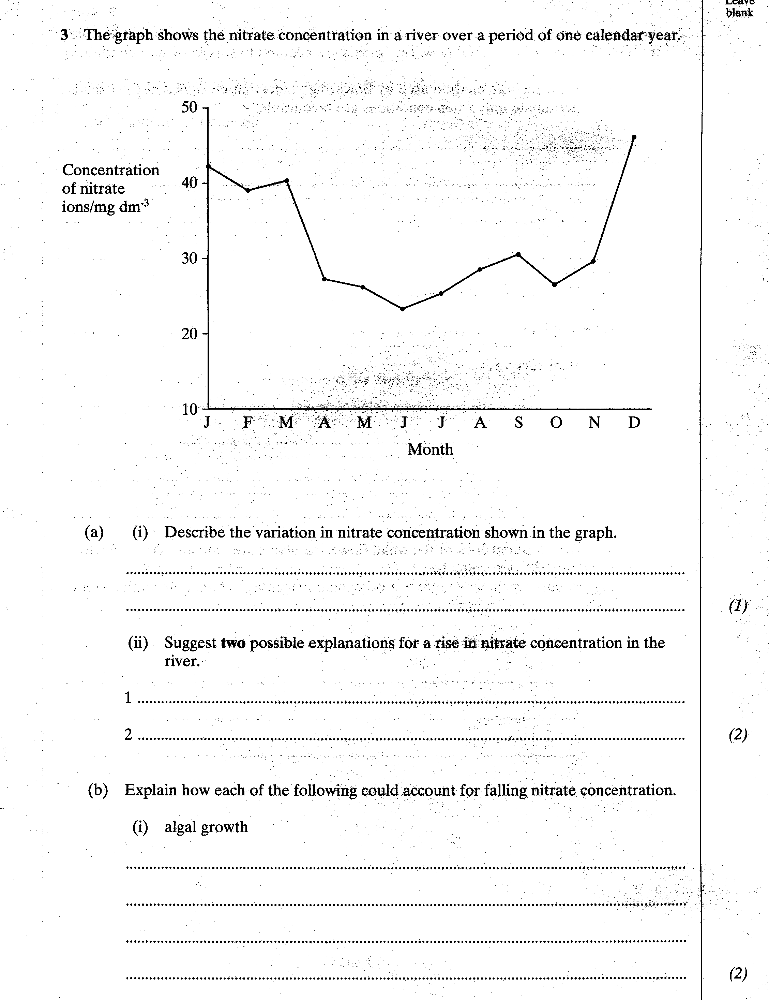 Leave
blank
3 The graph shows the nitrate concentration in a river over a period of one calendar year.
50
Concentration
of nitrate
ions/mg dm-3
40
30
20
10
J F M A M J J A S O N D
Month
(a) (i) Describe the variation in nitrate concentration shown in the graph.
(1)
(ii) Suggest two possible explanations for a rise in nitrate concentration in the
river.
1
2
(2)
(b) Explain how each of the following could account for falling nitrate concentration.
(i) algal growth
(2)